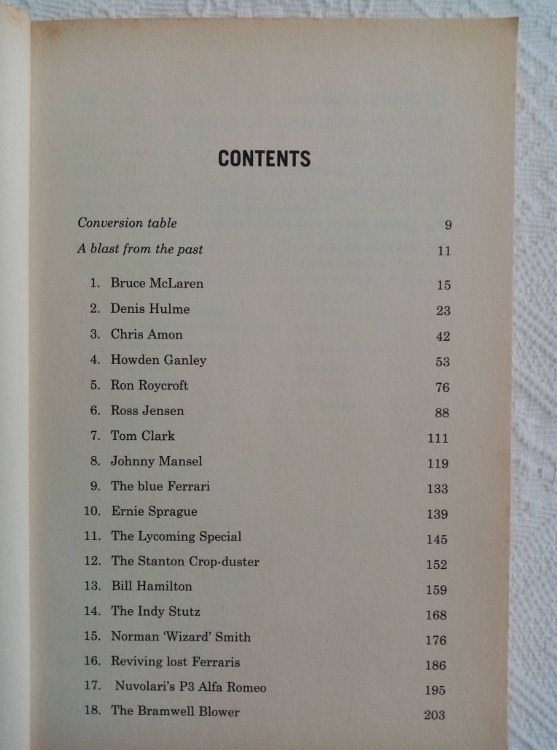 CONTENTS
Conversion table 9
A blast from the past 11
1. Bruce McLaren 15
2. Denis Hulme 23
3. Chris Amon 42
4. Howden Ganley 53
5. Ron Roycroft 76
6. Ross Jensen 88
7. Tom Clark 111
8. Johnny Mansel 119
9. The blue Ferrari 133
10. Ernie Sprague 139
11. The Lycoming Special 145
12. The Stanton Crop-duster 152
13. Bill Hamilton 159
14. The Indy Stutz 168
15. Norman ‘Wizard’ Smith 176
16. Reviving lost Ferraris 186
17. Nuvolari’s P3 Alfa Romeo 195
18. The Bramwell Blower 203